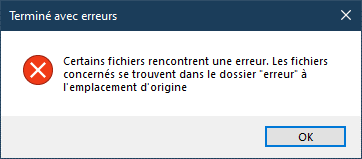 Terminé avec erreurs
Certains fichiers rencontrent une erreur. Les fichiers
concernés se trouvent dans le dossier "erreur" à
l'emplacement d'origine
OK